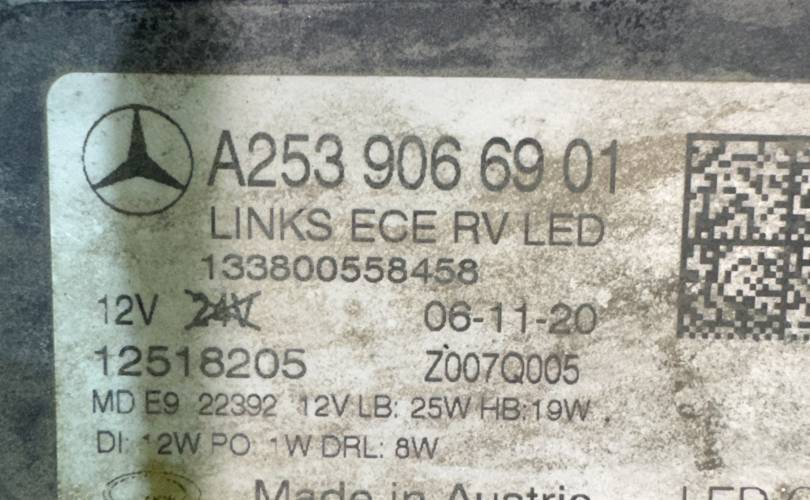 A253 906 69 01
LINKS ECE RV LED
133800558458
12V 24V 06-11-20
12518205 Z007Q005
MD E9 22392 12V LB: 25W HB:19W
DI: 12W PO: 1W DRL: 8W
Made in Austria LED